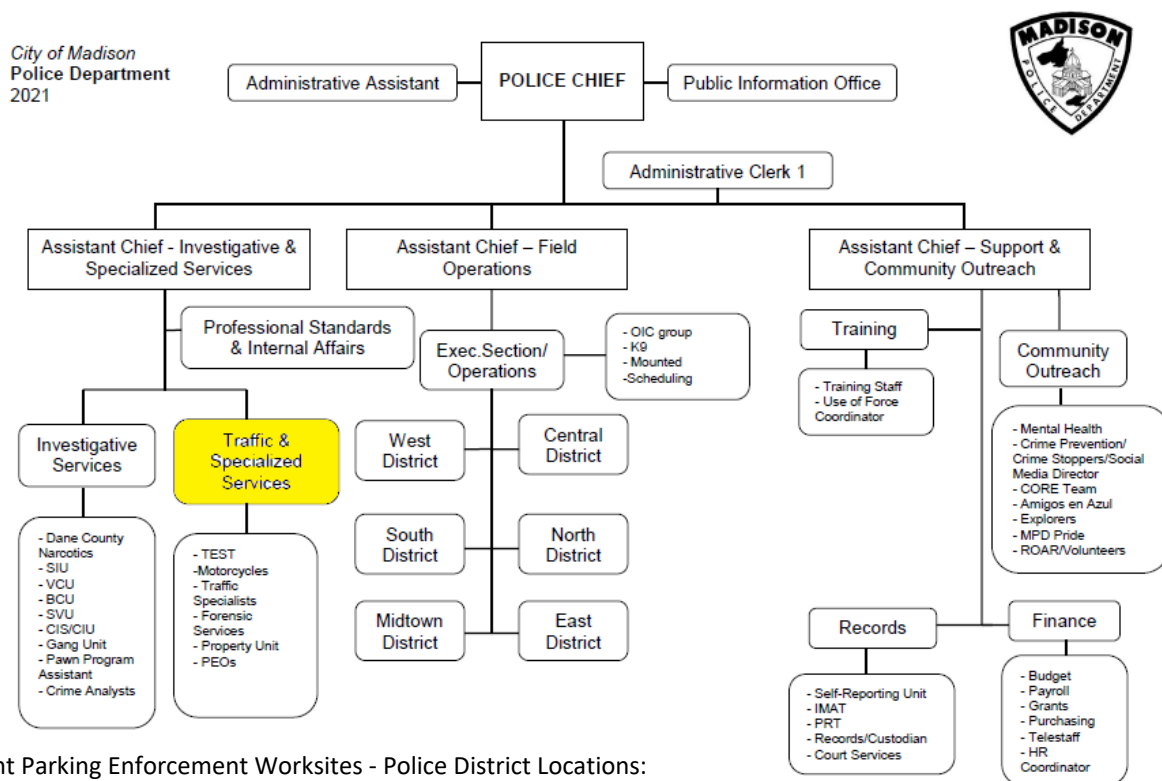 City of Madison
Police Department
2021
MADISON
POLICE DEPARTMENT
Administrative Assistant
POLICE CHIEF
Public Information Office
Administrative Clerk 1
Assistant Chief - Investigative &
Specialized Services
Assistant Chief – Field
Operations
Assistant Chief – Support &
Community Outreach
Professional Standards
& Internal Affairs
Exec.Section/
Operations
- OIC group
- K9
- Mounted
-Scheduling
Training
- Training Staff
- Use of Force
Coordinator
Community
Outreach
- Mental Health
- Crime Prevention/
Crime Stoppers/Social
Media Director
- CORE Team
- Amigos en Azul
- Explorers
- MPD Pride
- ROAR/Volunteers
Investigative
Services
- Dane County
Narcotics
- SIU
- VCU
- BCU
- SVU
- CIS/CIU
- Gang Unit
- Pawn Program
Assistant
- Crime Analysts
Traffic &
Specialized
Services
- TEST
-Motorcycles
- Traffic
Specialists
- Forensic
Services
- Property Unit
- PEOs
West
District
Central
District
South
District
North
District
Midtown
District
East
District
Records
- Self-Reporting Unit
- IMAT
- PRT
- Records/Custodian
- Court Services
Finance
- Budget
- Payroll
- Grants
- Purchasing
- Telestaff
- HR
Coordinator
nt Parking Enforcement Worksites - Police District Locations: